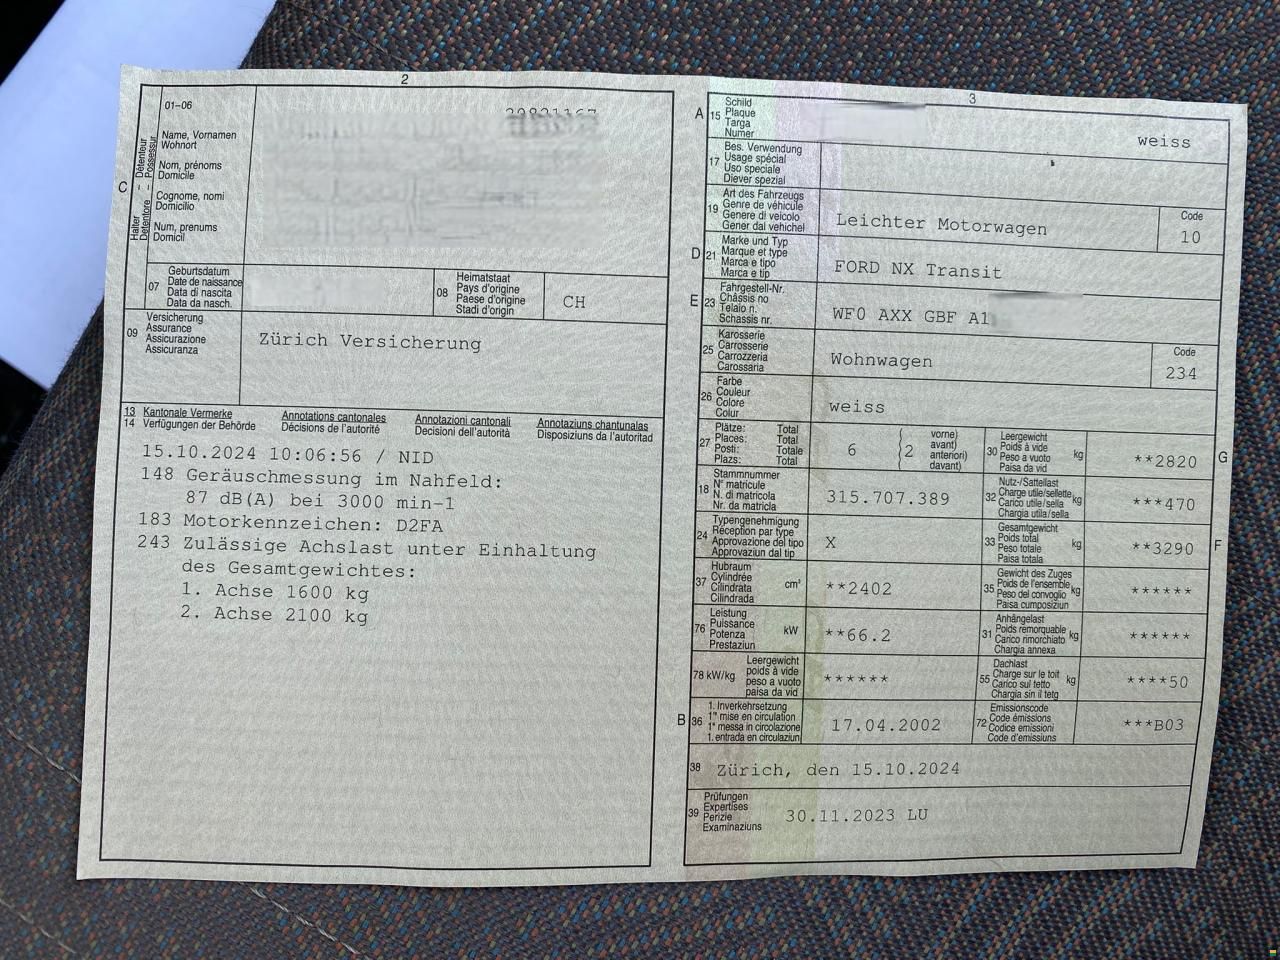 2
01-06
C
Halter – Détenteur
Detentore – Possessur
Name, Vornamen
Wohnort
Nom, prénoms
Domicile
Cognome, nomi
Domicilio
Num, prenums
Domicil
07
Geburtsdatum
Date de naissance
Data di nascita
Data da nasch.
08
Heimatstaat
Pays d'origine
Paese d'origine
Stadi d'origin
CH
09
Versicherung
Assurance
Assicurazione
Assicuranza
Zürich Versicherung
13 Kantonale Vermerke Annotations cantonales Annotazioni cantonali Annotaziuns chantunalas
14 Verfügungen der Behörde Décisions de l'autorité Decisioni dell'autorità Disposiziuns da l'autoritad
15.10.2024 10:06:56 / NID
148 Geräuschmessung im Nahfeld:
87 dB(A) bei 3000 min-1
183 Motorkennzeichen: D2FA
243 Zulässige Achslast unter Einhaltung
des Gesamtgewichtes:
1. Achse 1600 kg
2. Achse 2100 kg
3
A 15
Schild
Plaque
Targa
Numer
weiss
17
Bes. Verwendung
Usage spécial
Uso speciale
Diever spezial
19
Art des Fahrzeugs
Genre de véhicule
Genere di veicolo
Gener dal vehichel
Leichter Motorwagen
Code
10
D 21
Marke und Typ
Marque et type
Marca e tipo
Marca e tip
FORD NX Transit
E 23
Fahrgestell-Nr.
Châssis no
Telaio n.
Schassis nr.
WF0 AXX GBF A1
25
Karosserie
Carrosserie
Carrozzeria
Carossaria
Wohnwagen
Code
234
26
Farbe
Couleur
Colore
Colur
weiss
27
Plätze: Total
Places: Total
Posti: Totale
Plazs: Total
6
2
vorne)
avant)
anteriori)
davant)
30
Leergewicht
Poids à vide
Peso a vuoto
Paisa da vid
kg
**2820
G
18
Stammnummer
N° matricule
N. di matricola
Nr. da matricla
315.707.389
32
Nutz-/Sattellast
Charge utile/sellette
Carico utile/sella
Chargia utila/sella
kg
***470
24
Typengenehmigung
Réception par type
Approvazione del tipo
Approvaziun dal tip
X
33
Gesamtgewicht
Poids total
Peso totale
Paisa totala
kg
**3290
F
37
Hubraum
Cylindrée
Cilindrata
Cilindrada
cm³
**2402
35
Gewicht des Zuges
Poids de l'ensemble
Peso del convoglio
Paisa cumposiziun
kg
******
76
Leistung
Puissance
Potenza
Prestaziun
kW
**66.2
31
Anhängelast
Poids remorquable
Carico rimorchiato
Chargia annexa
kg
******
78 kW/kg
Leergewicht
poids à vide
peso a vuoto
paisa da vid
******
55
Dachlast
Charge sur le toit
Carico sul tetto
Chargia sin il tetg
kg
****50
B 36
1. Inverkehrsetzung
1re mise en circulation
1a messa in circolazione
1. entrada en circulaziun
17.04.2002
72
Emissionscode
Code émissions
Codice emissioni
Code d'emissiuns
***B03
38 Zürich, den 15.10.2024
39
Prüfungen
Expertises
Perizie
Examinaziuns
30.11.2023 LU